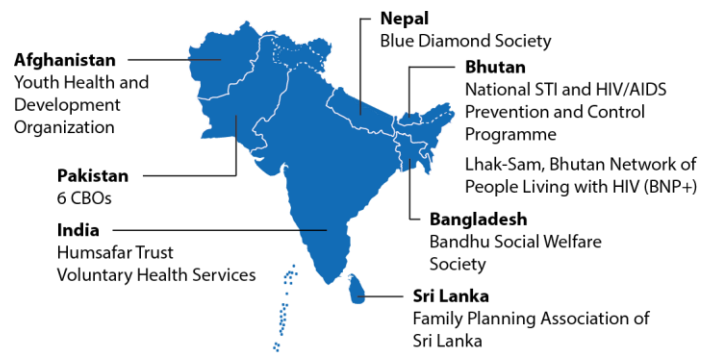 Nepal
Blue Diamond Society
Afghanistan
Youth Health and
Development
Organization
Bhutan
National STI and HIV/AIDS
Prevention and Control
Programme
Lhak-Sam, Bhutan Network of
People Living with HIV (BNP+)
Pakistan
6 CBOs
India
Humsafar Trust
Voluntary Health Services
Bangladesh
Bandhu Social Welfare
Society
Sri Lanka
Family Planning Association of
Sri Lanka